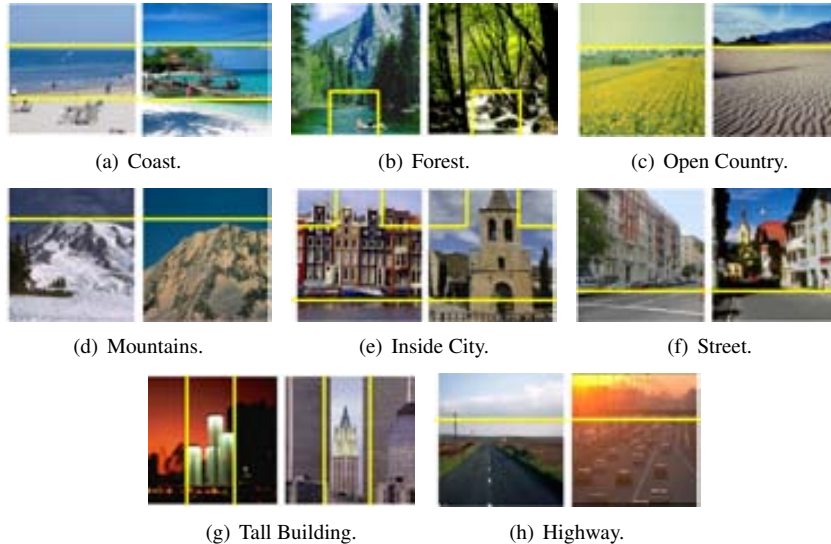 (a) Coast.
(b) Forest.
(c) Open Country.
(d) Mountains.
(e) Inside City.
(f) Street.
(g) Tall Building.
(h) Highway.